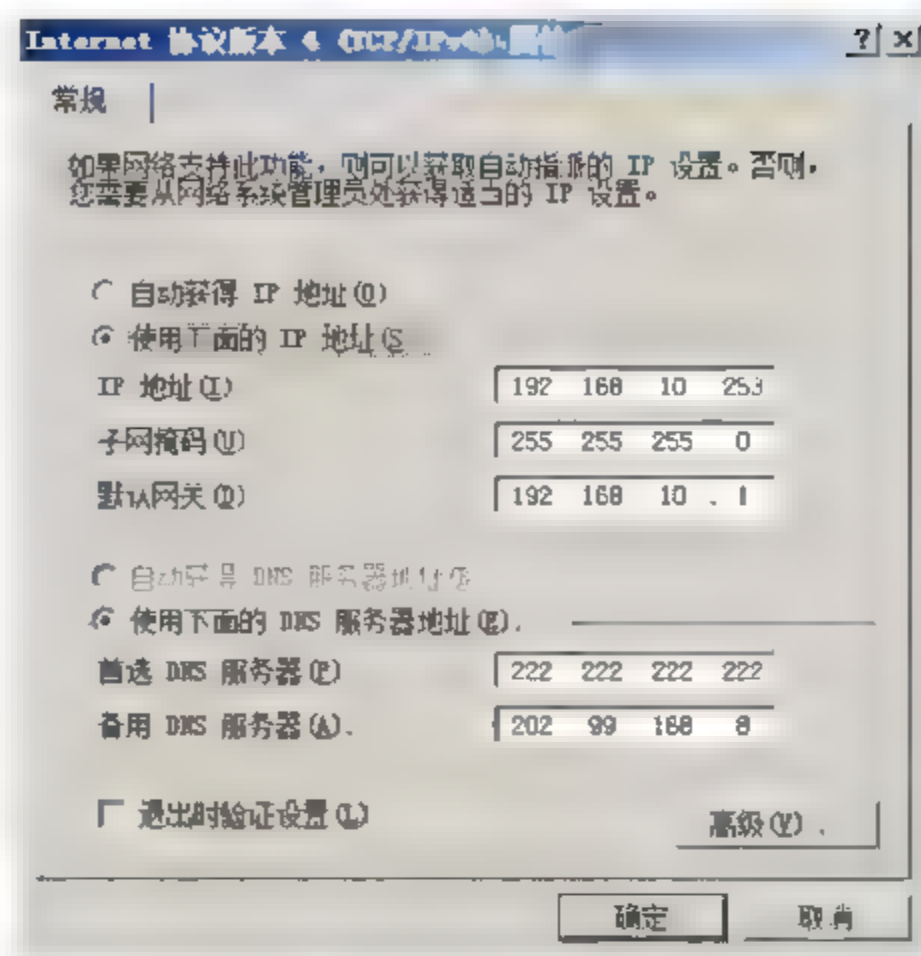 Internet 协议版本 4 (TCP/IPv4)
? ×
常规
如果网络支持此功能，则可以获取自动指派的 IP 设置。否则，
您需要从网络系统管理员处获得适当的 IP 设置。
自动获得 IP 地址(O)
使用下面的 IP 地址(S
IP 地址(I) 192 168 10 253
子网掩码(U) 255 255 255 0
默认网关(D) 192 168 10 . 1
自动获得 DNS 服务器地址(B
使用下面的 DNS 服务器地址(E).
首选 DNS 服务器(P) 222 222 222 222
备用 DNS 服务器(A). 202 99 168 8
退出时验证设置(L)
高级(V) .
确定 取消